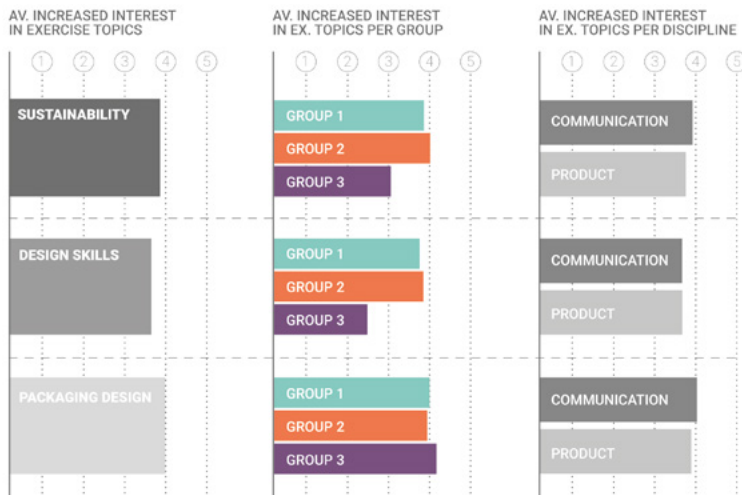 AV. INCREASED INTEREST
IN EXERCISE TOPICS
1 2 3 4 5
SUSTAINABILITY
DESIGN SKILLS
PACKAGING DESIGN
AV. INCREASED INTEREST
IN EX. TOPICS PER GROUP
1 2 3 4 5
GROUP 1
GROUP 2
GROUP 3
GROUP 1
GROUP 2
GROUP 3
GROUP 1
GROUP 2
GROUP 3
AV. INCREASED INTEREST
IN EX. TOPICS PER DISCIPLINE
1 2 3 4 5
COMMUNICATION
PRODUCT
COMMUNICATION
PRODUCT
COMMUNICATION
PRODUCT